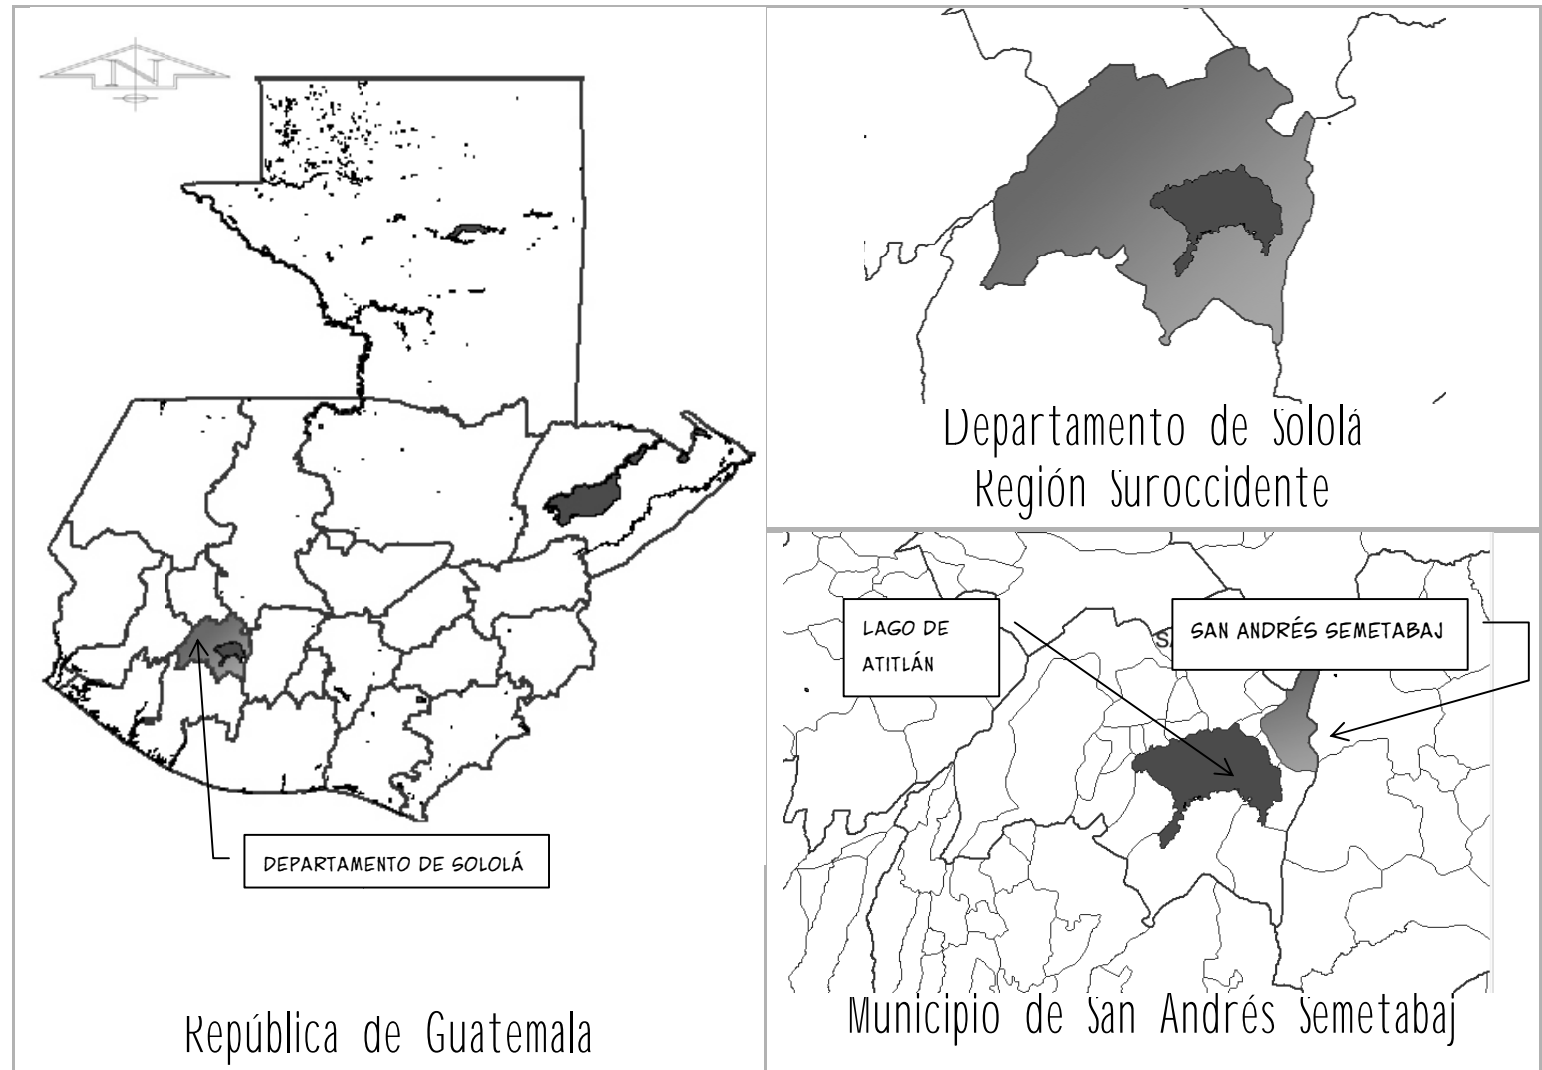 N
DEPARTAMENTO DE SOLOLÁ
República de Guatemala
Departamento de Sololá
Región Suroccidente
LAGO DE
ATITLÁN
SAN ANDRÉS SEMETABAJ
Municipio de San Andrés Semetabaj